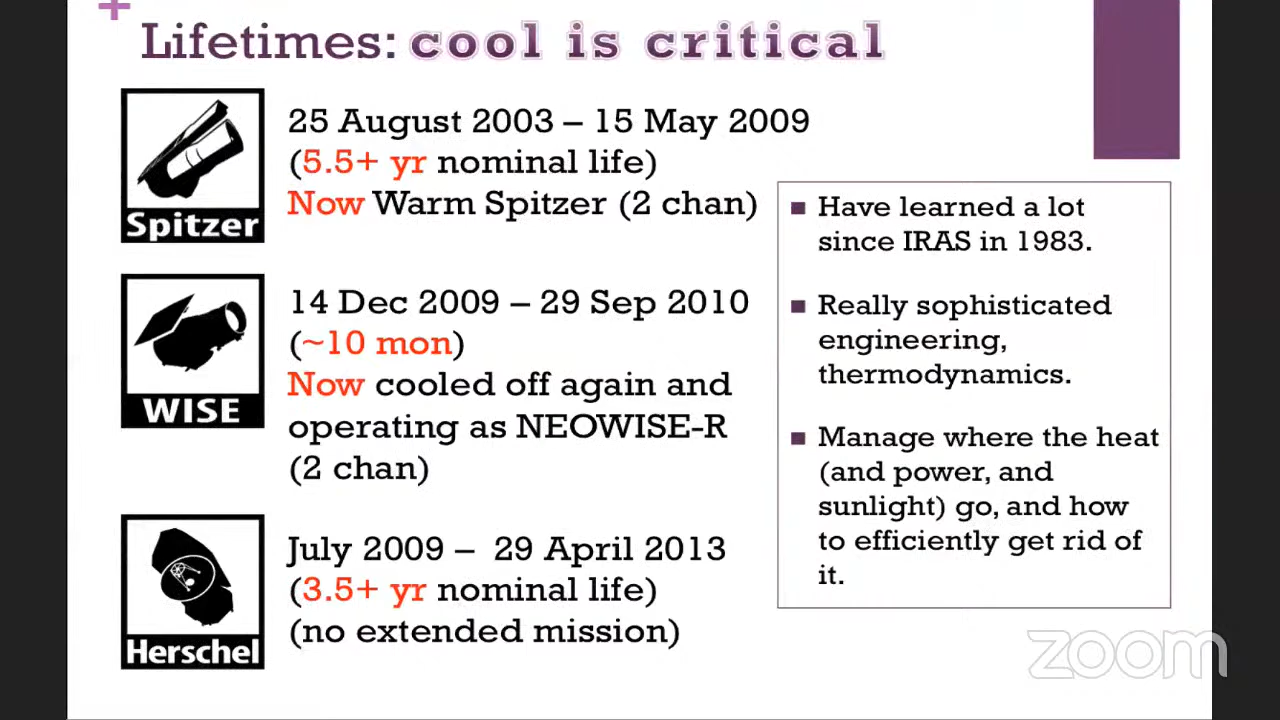 +
Lifetimes: cool is critical
Spitzer
25 August 2003 – 15 May 2009
(5.5+ yr nominal life)
Now Warm Spitzer (2 chan)
WISE
14 Dec 2009 – 29 Sep 2010
(~10 mon)
Now cooled off again and
operating as NEOWISE-R
(2 chan)
Herschel
July 2009 – 29 April 2013
(3.5+ yr nominal life)
(no extended mission)
Have learned a lot
since IRAS in 1983.
Really sophisticated
engineering,
thermodynamics.
Manage where the heat
(and power, and
sunlight) go, and how
to efficiently get rid of
it.
zoom